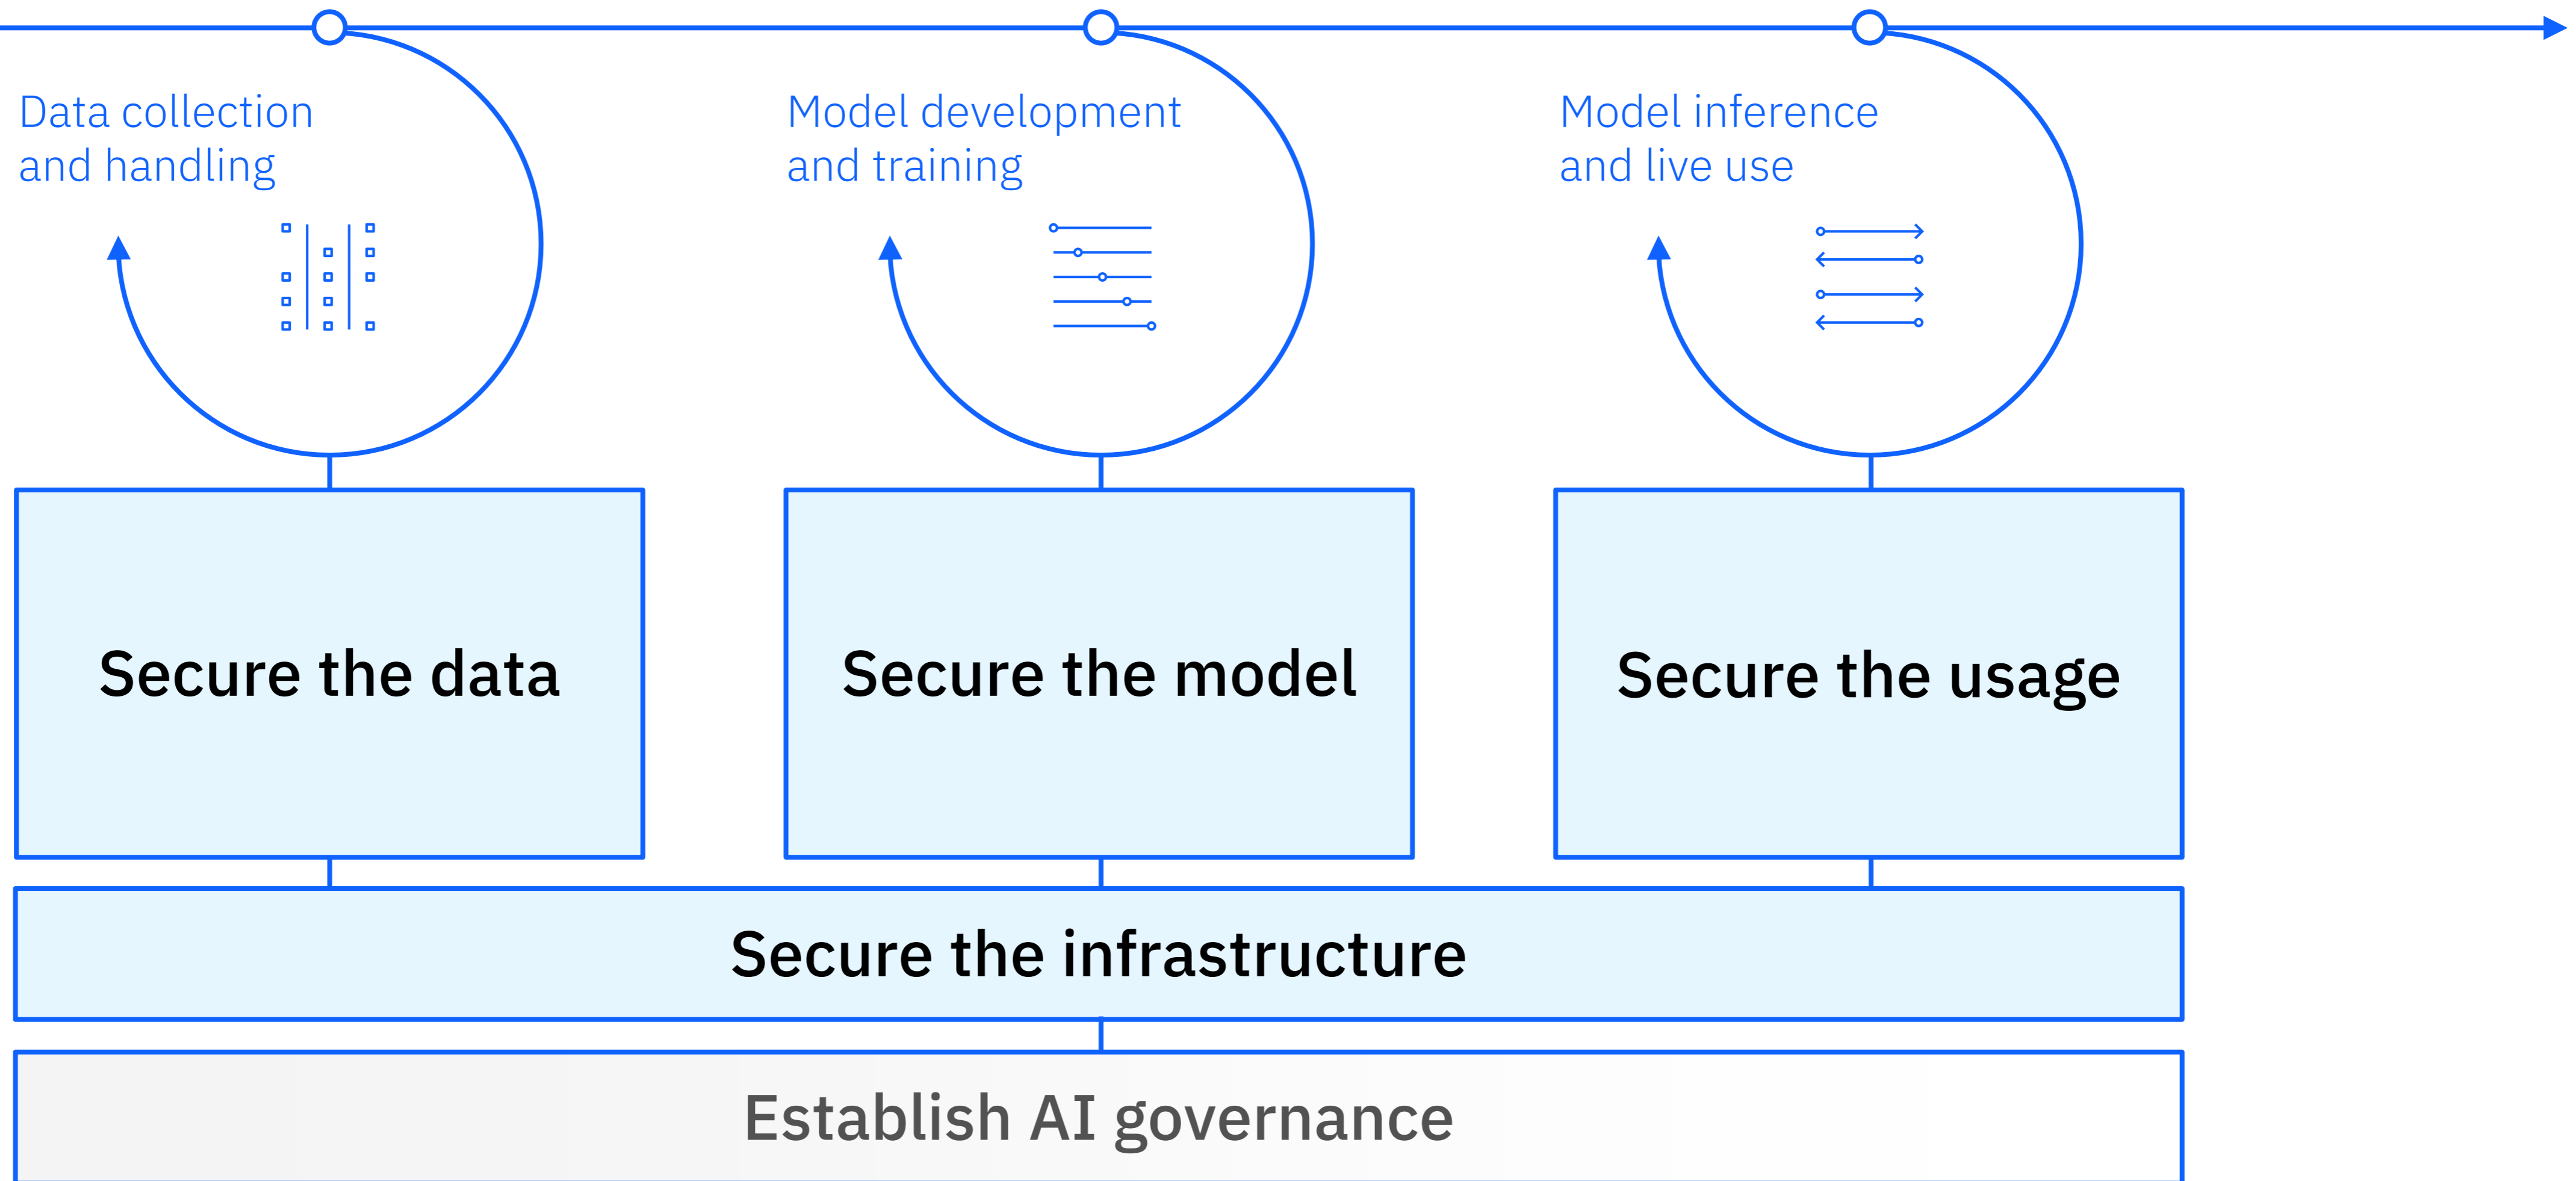 Data collection
and handling
Model development
and training
Model inference
and live use
Secure the data
Secure the model
Secure the usage
Secure the infrastructure
Establish AI governance